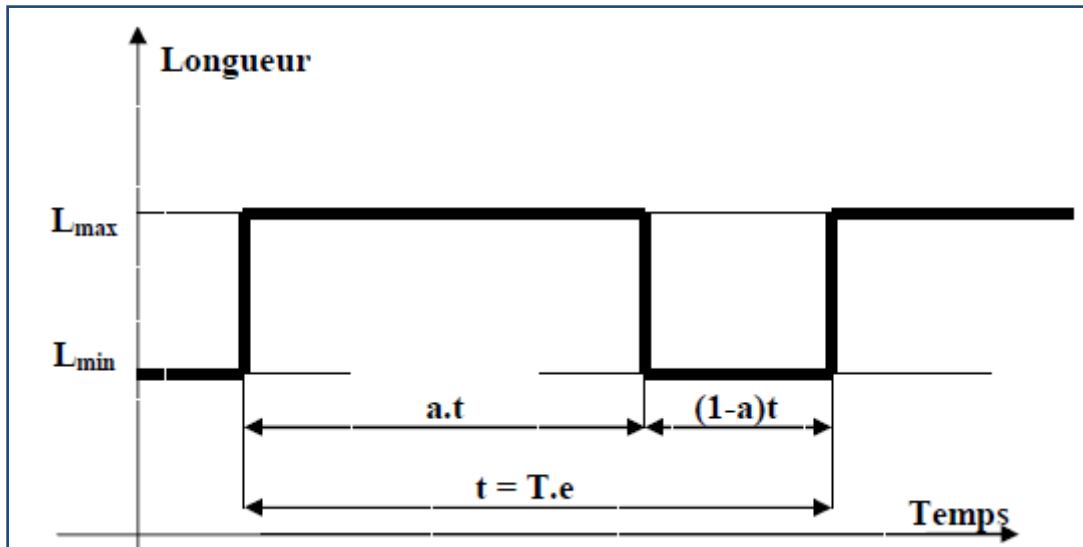 Longueur
Lmax
Lmin
a.t
(1-a)t
t = T.e
Temps